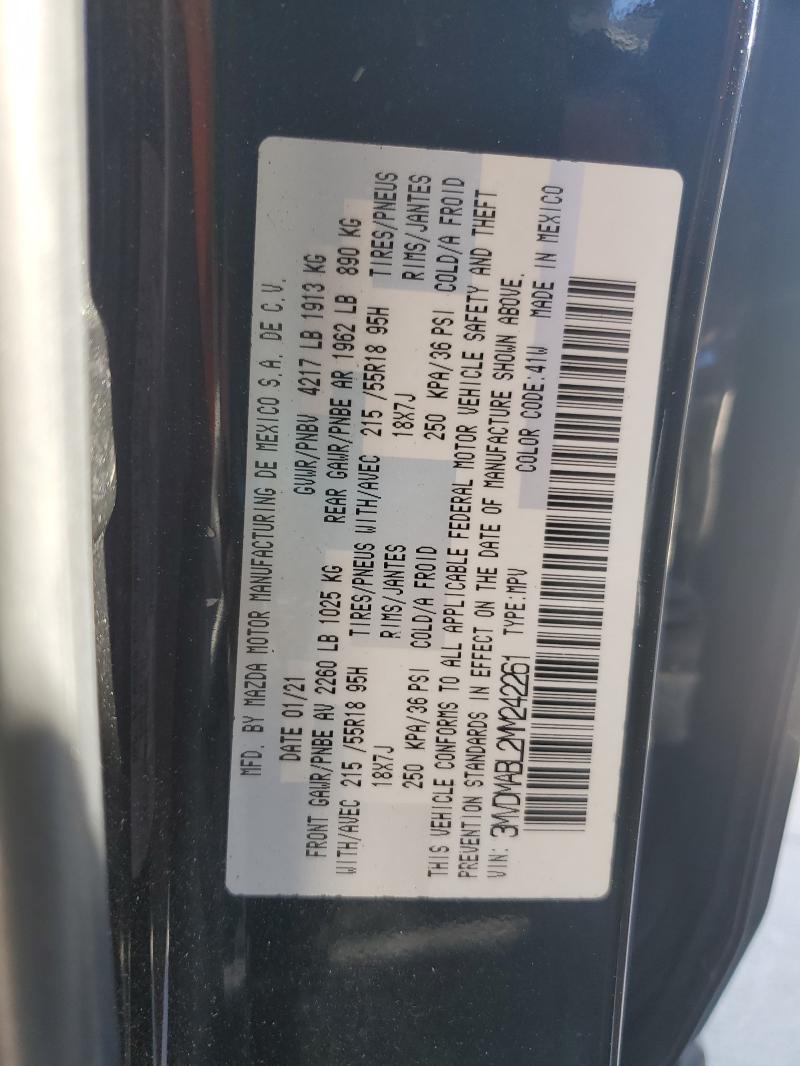 MFD. BY MAZDA MOTOR MANUFACTURING DE MEXICO S.A. DE C.V.
DATE 01/21 GVWR/PNBV 4217 LB 1913 KG
FRONT GAWR/PNBE AV 2260 LB 1025 KG REAR GAWR/PNBE AR 1962 LB 890 KG
WITH/AVEC 215 /55R18 95H TIRES/PNEUS WITH/AVEC 215 /55R18 95H TIRES/PNEUS
18X7J RIMS/JANTES 18X7J RIMS/JANTES
250 KPA/36 PSI COLD/A FROID 250 KPA/36 PSI COLD/A FROID
THIS VEHICLE CONFORMS TO ALL APPLICABLE FEDERAL MOTOR VEHICLE SAFETY AND THEFT
PREVENTION STANDARDS IN EFFECT ON THE DATE OF MANUFACTURE SHOWN ABOVE.
VIN: 3MVDMABL2MM242261 TYPE:MPV COLOR CODE:41W MADE IN MEXICO